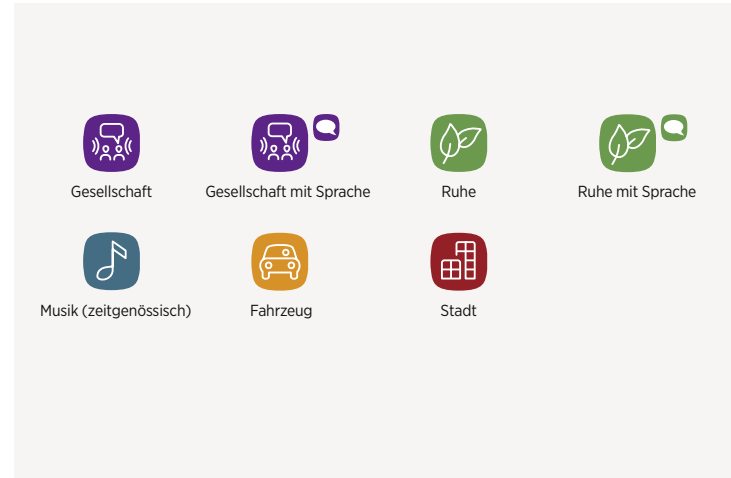 Gesellschaft
Gesellschaft mit Sprache
Ruhe
Ruhe mit Sprache
Musik (zeitgenössisch)
Fahrzeug
Stadt